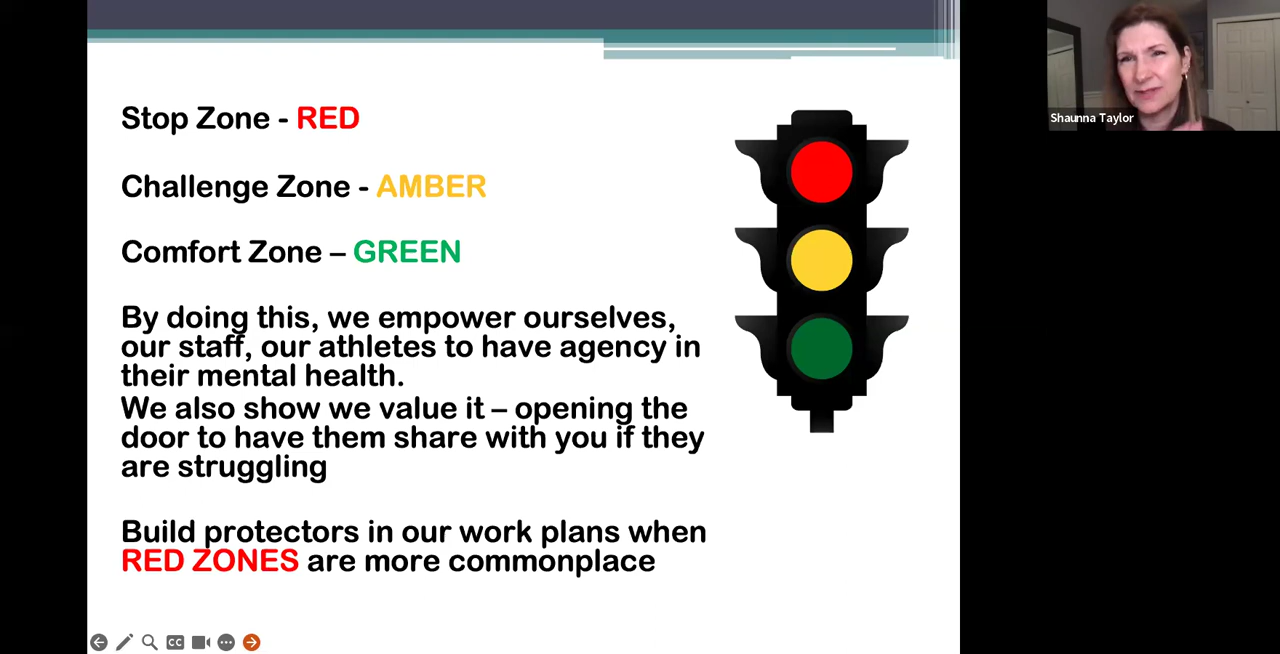 Stop Zone - RED
Challenge Zone - AMBER
Comfort Zone – GREEN
By doing this, we empower ourselves,
our staff, our athletes to have agency in
their mental health.
We also show we value it – opening the
door to have them share with you if they
are struggling
Build protectors in our work plans when
RED ZONES are more commonplace
Shaunna Taylor
CC